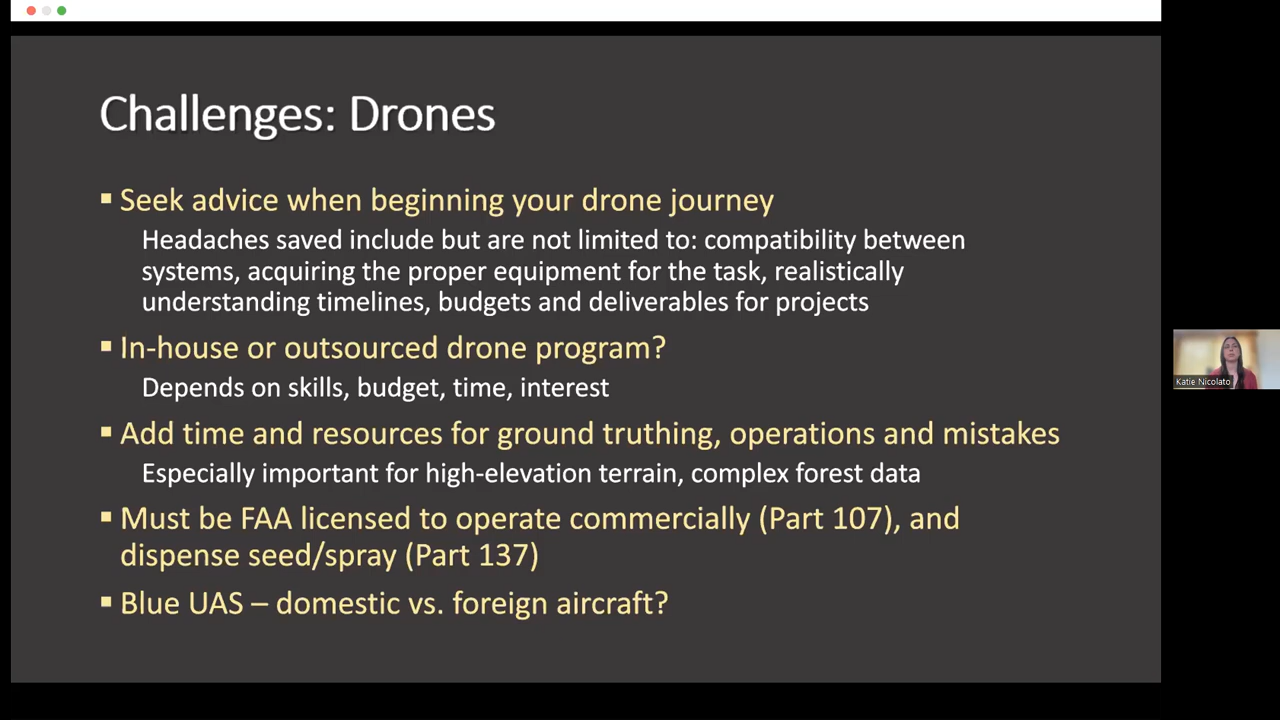 Challenges: Drones
▪ Seek advice when beginning your drone journey
Headaches saved include but are not limited to: compatibility between
systems, acquiring the proper equipment for the task, realistically
understanding timelines, budgets and deliverables for projects
▪ In-house or outsourced drone program?
Depends on skills, budget, time, interest
▪ Add time and resources for ground truthing, operations and mistakes
Especially important for high-elevation terrain, complex forest data
▪ Must be FAA licensed to operate commercially (Part 107), and
dispense seed/spray (Part 137)
▪ Blue UAS – domestic vs. foreign aircraft?
Katie Nicolato